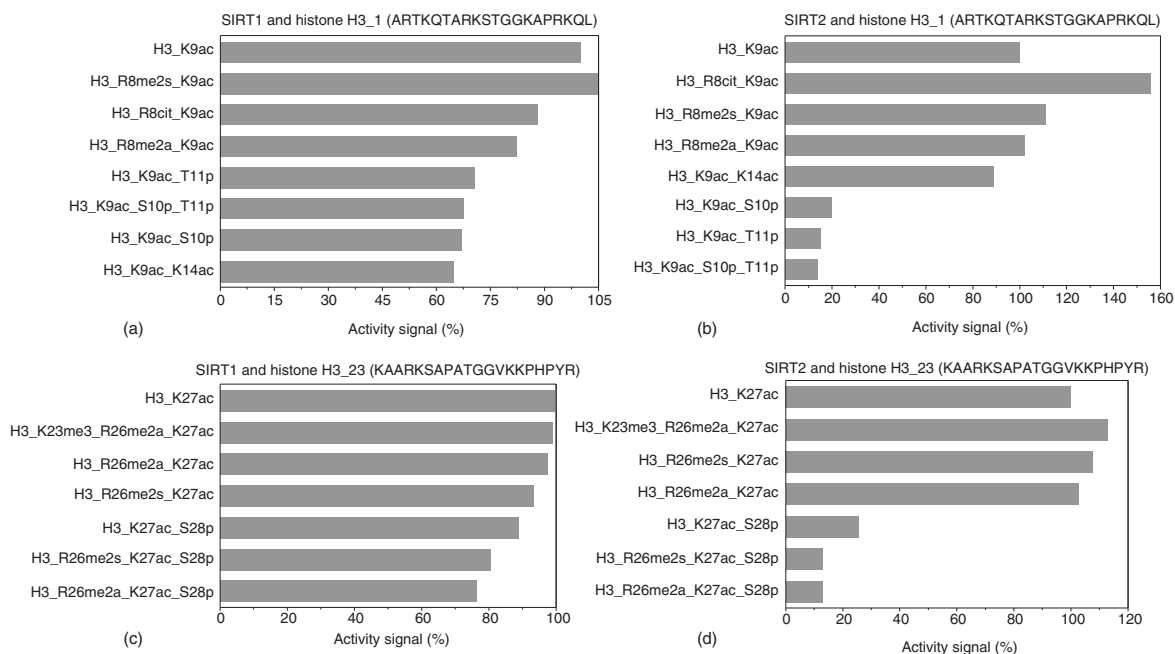 SIRT1 and histone H3_1 (ARTKQTARKSTGGKAPRKQL)
H3_K9ac
H3_R8me2s_K9ac
H3_R8cit_K9ac
H3_R8me2a_K9ac
H3_K9ac_T11p
H3_K9ac_S10p_T11p
H3_K9ac_S10p
H3_K9ac_K14ac
0 15 30 45 60 75 90 105
(a) Activity signal (%)
SIRT2 and histone H3_1 (ARTKQTARKSTGGKAPRKQL)
H3_K9ac
H3_R8cit_K9ac
H3_R8me2s_K9ac
H3_R8me2a_K9ac
H3_K9ac_K14ac
H3_K9ac_S10p
H3_K9ac_T11p
H3_K9ac_S10p_T11p
0 20 40 60 80 100 120 140 160
(b) Activity signal (%)
SIRT1 and histone H3_23 (KAARKSAPATGGVKKPHPYR)
H3_K27ac
H3_K23me3_R26me2a_K27ac
H3_R26me2a_K27ac
H3_R26me2s_K27ac
H3_K27ac_S28p
H3_R26me2s_K27ac_S28p
H3_R26me2a_K27ac_S28p
0 20 40 60 80 100
(c) Activity signal (%)
SIRT2 and histone H3_23 (KAARKSAPATGGVKKPHPYR)
H3_K27ac
H3_K23me3_R26me2a_K27ac
H3_R26me2s_K27ac
H3_R26me2a_K27ac
H3_K27ac_S28p
H3_R26me2s_K27ac_S28p
H3_R26me2a_K27ac_S28p
0 20 40 60 80 100 120
(d) Activity signal (%)